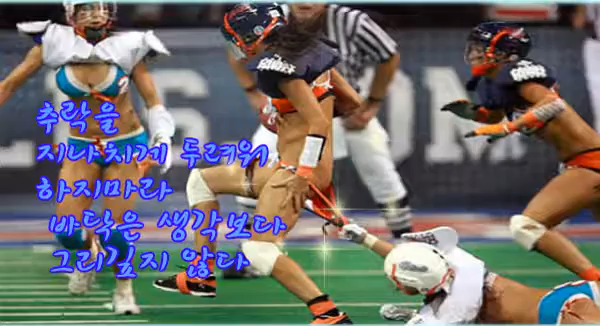 추락을
지나치게 두려워
하지마라
바닥은 생각보다
그리깊지 않다